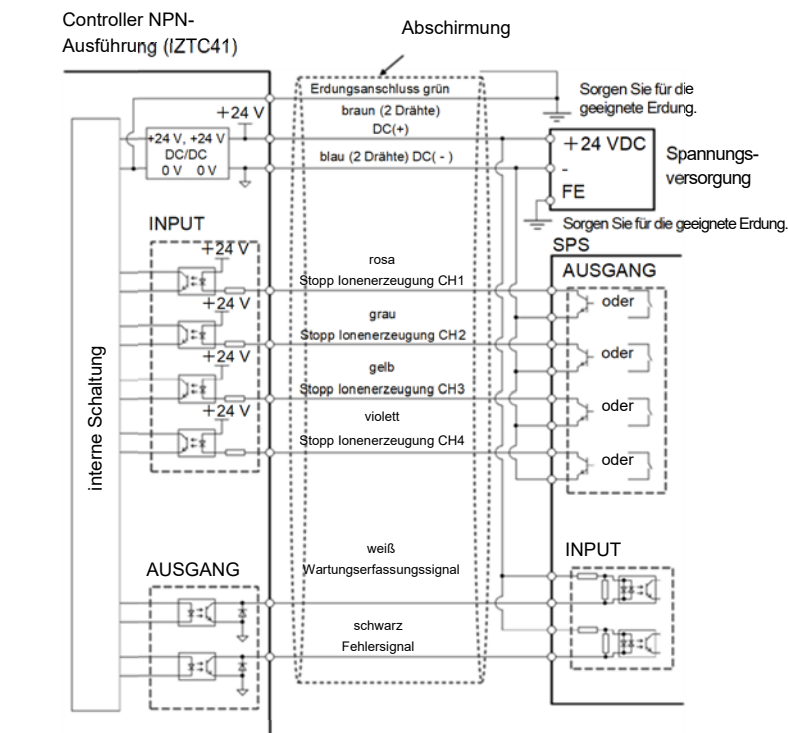 Controller NPN-
Ausführung (IZTC41)
Abschirmung
Erdungsanschluss grün
Sorgen Sie für die
geeignete Erdung.
+24 V
braun (2 Drähte)
DC(+)
+24 V, +24 V
DC/DC
0 V 0 V
blau (2 Drähte) DC( - )
+24 VDC
-
FE
Spannungs-
versorgung
Sorgen Sie für die geeignete Erdung.
INPUT
SPS
AUSGANG
+24 V
rosa
Stopp Ionenerzeugung CH1
oder
+24 V
grau
Stopp Ionenerzeugung CH2
oder
+24 V
gelb
Stopp Ionenerzeugung CH3
oder
+24 V
violett
Stopp Ionenerzeugung CH4
oder
interne Schaltung
AUSGANG
weiß
Wartungserfassungssignal
INPUT
schwarz
Fehlersignal